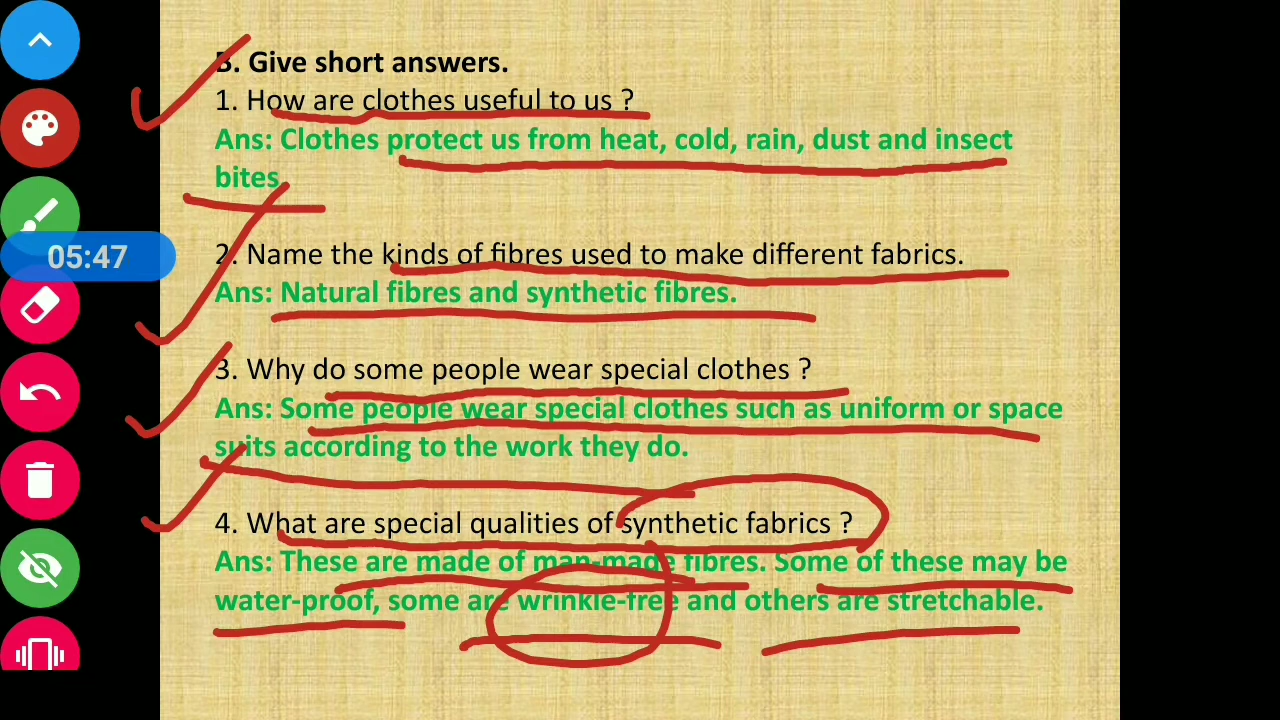 B. Give short answers.
1. How are clothes useful to us ?
Ans: Clothes protect us from heat, cold, rain, dust and insect
bites.
2. Name the kinds of fibres used to make different fabrics.
05:47
Ans: Natural fibres and synthetic fibres.
3. Why do some people wear special clothes ?
Ans: Some people wear special clothes such as uniform or space
suits according to the work they do.
4. What are special qualities of synthetic fabrics ?
Ans: These are made of man-made fibres. Some of these may be
water-proof, some are wrinkle-free and others are stretchable.